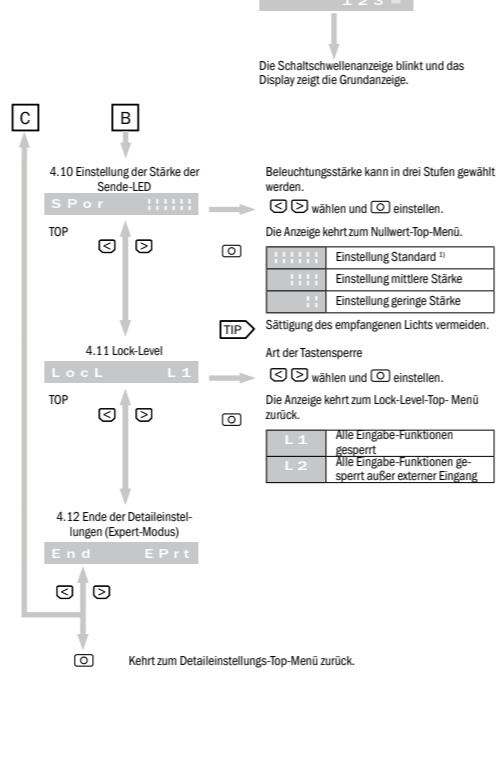 123
Die Schaltschwellenanzeige blinkt und das
Display zeigt die Grundanzeige.
C
B
4.10 Einstellung der Stärke der
Sende-LED
SPor
TOP
Beleuchtungsstärke kann in drei Stufen gewählt
werden.
< > wählen und O einstellen.
Die Anzeige kehrt zum Nullwert-Top-Menü.
Einstellung Standard 1)
Einstellung mittlere Stärke
Einstellung geringe Stärke
TIP
Sättigung des empfangenen Lichts vermeiden.
4.11 Lock-Level
LocL L1
TOP
Art der Tastensperre
< > wählen und O einstellen.
Die Anzeige kehrt zum Lock-Level-Top- Menü
zurück.
L1 Alle Eingabe-Funktionen
gesperrt
L2 Alle Eingabe-Funktionen ge-
sperrt außer externer Eingang
4.12 Ende der Detaileinstel-
lungen (Expert-Modus)
End EPrt
Kehrt zum Detaileinstellungs-Top-Menü zurück.